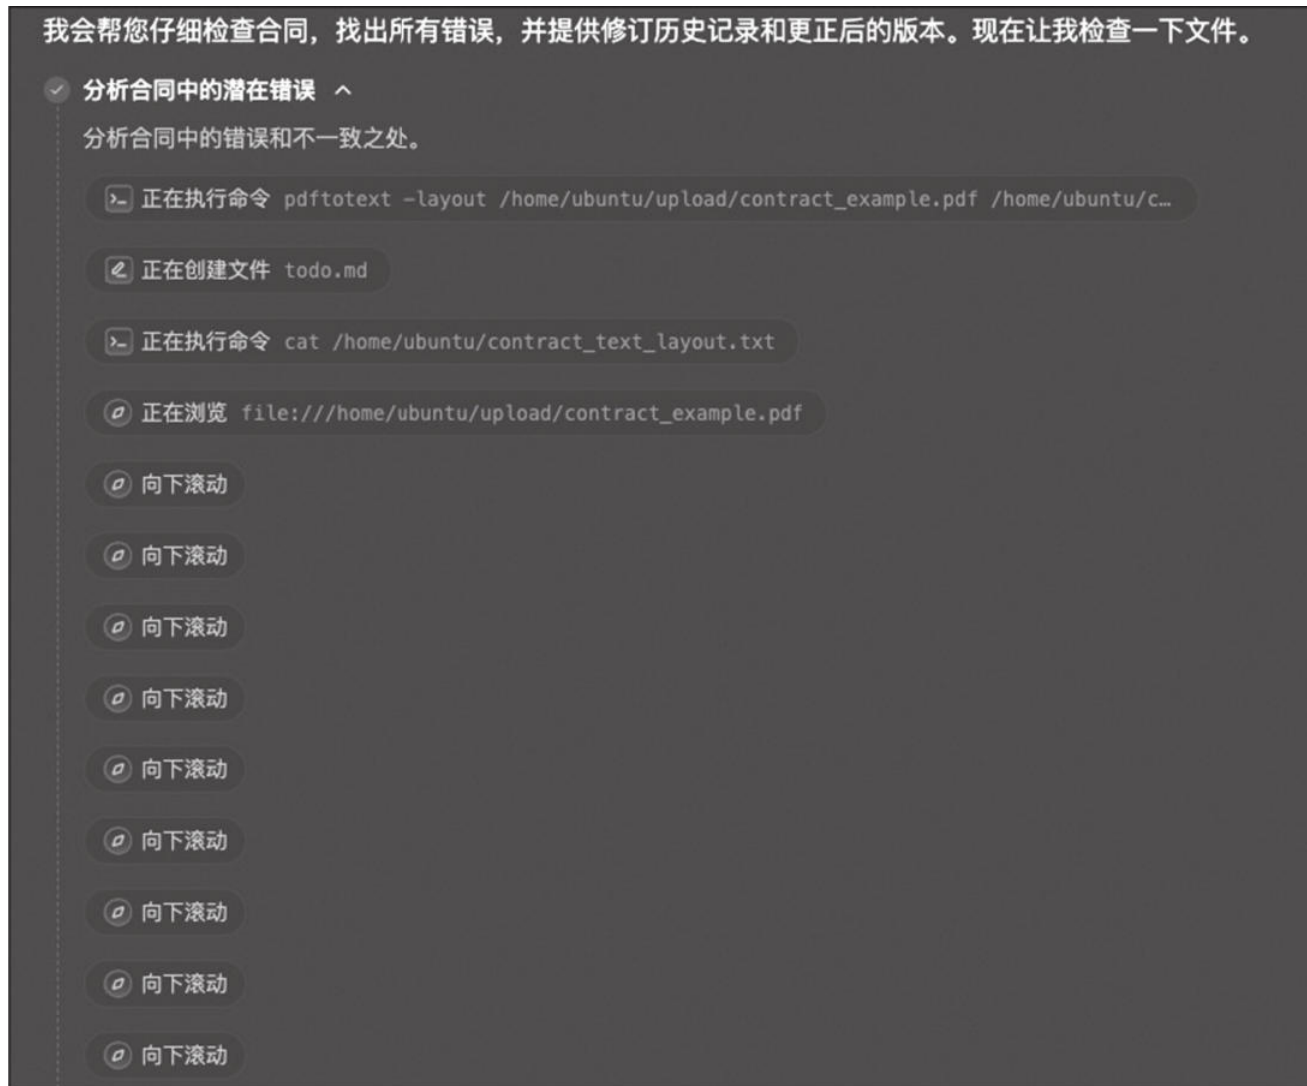 我会帮您仔细检查合同，找出所有错误，并提供修订历史记录和更正后的版本。现在让我检查一下文件。
分析合同中的潜在错误
分析合同中的错误和不一致之处。
正在执行命令 pdftotext -layout /home/ubuntu/upload/contract_example.pdf /home/ubuntu/c…
正在创建文件 todo.md
正在执行命令 cat /home/ubuntu/contract_text_layout.txt
正在浏览 file:///home/ubuntu/upload/contract_example.pdf
向下滚动
向下滚动
向下滚动
向下滚动
向下滚动
向下滚动
向下滚动
向下滚动
向下滚动